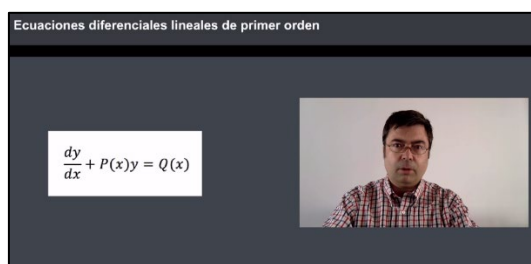 Ecuaciones diferenciales lineales de primer orden
dy/dx + P(x)y = Q(x)